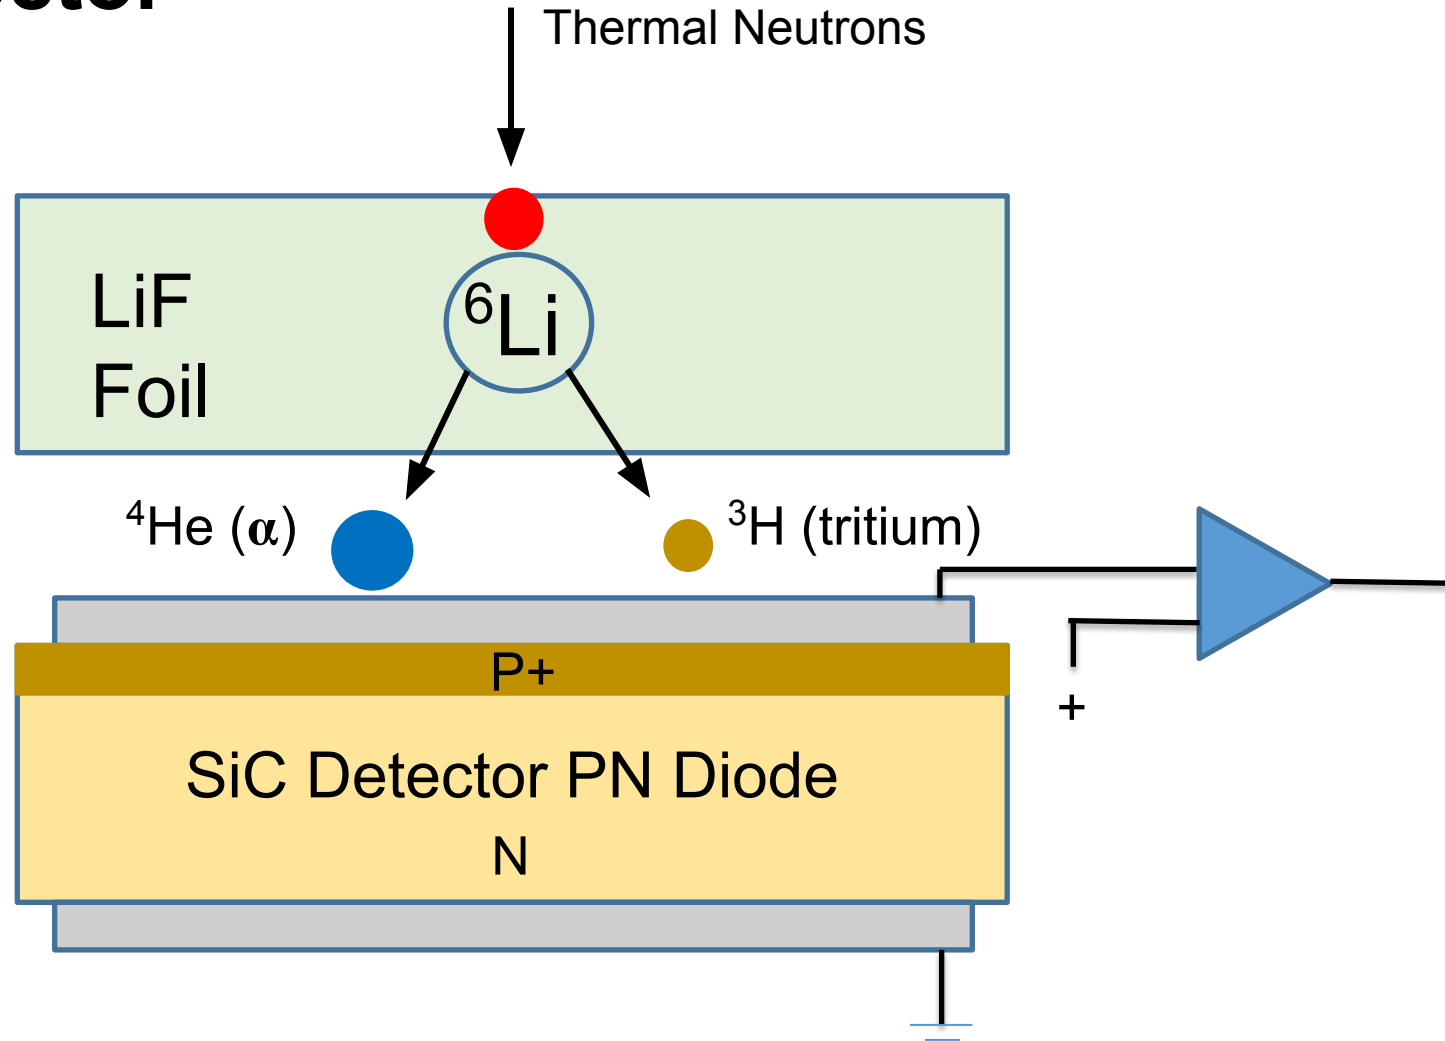 Thermal Neutrons
LiF
Foil
⁶Li
⁴He (α)
³H (tritium)
P+
+
SiC Detector PN Diode
N